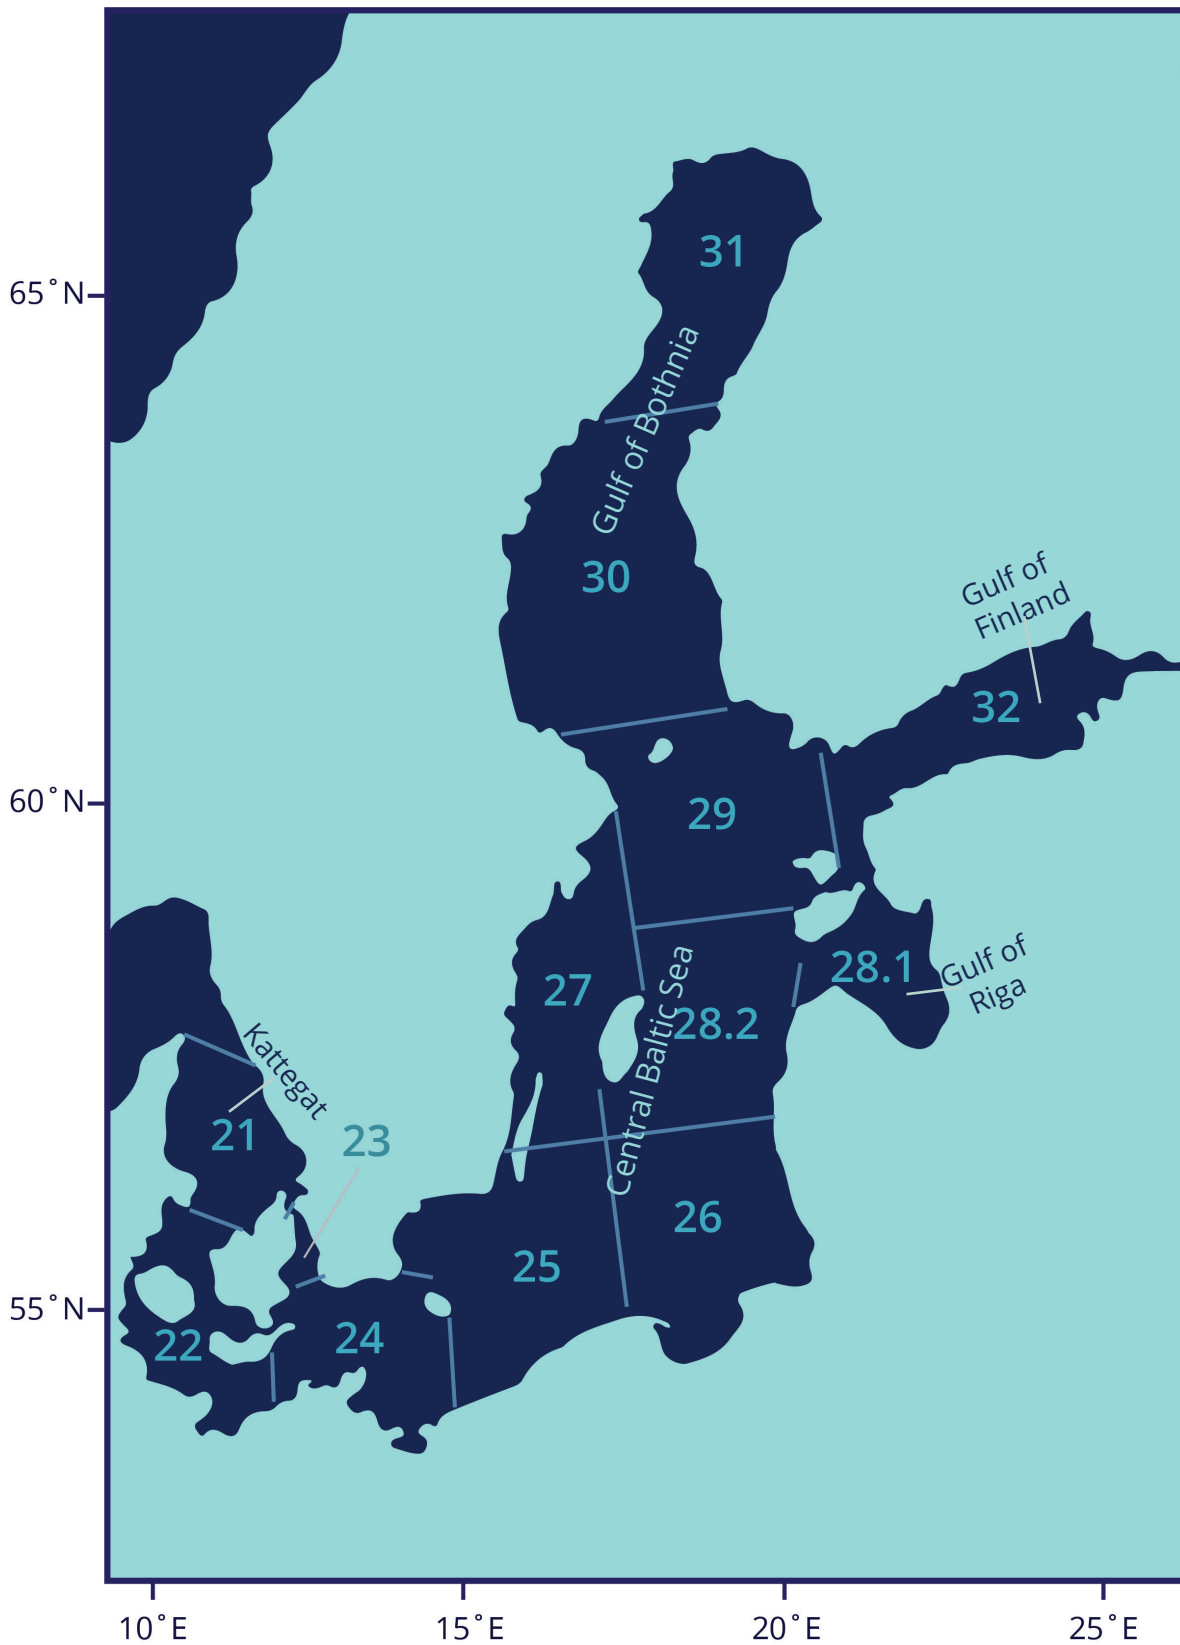 31
65°N
Gulf of Bothnia
30
Gulf of
Finland
32
60°N
29
28.1
Gulf of
Riga
27
28.2
Central Baltic Sea
Kattegat
21
23
26
25
55°N
24
22
10°E
15°E
20°E
25°E